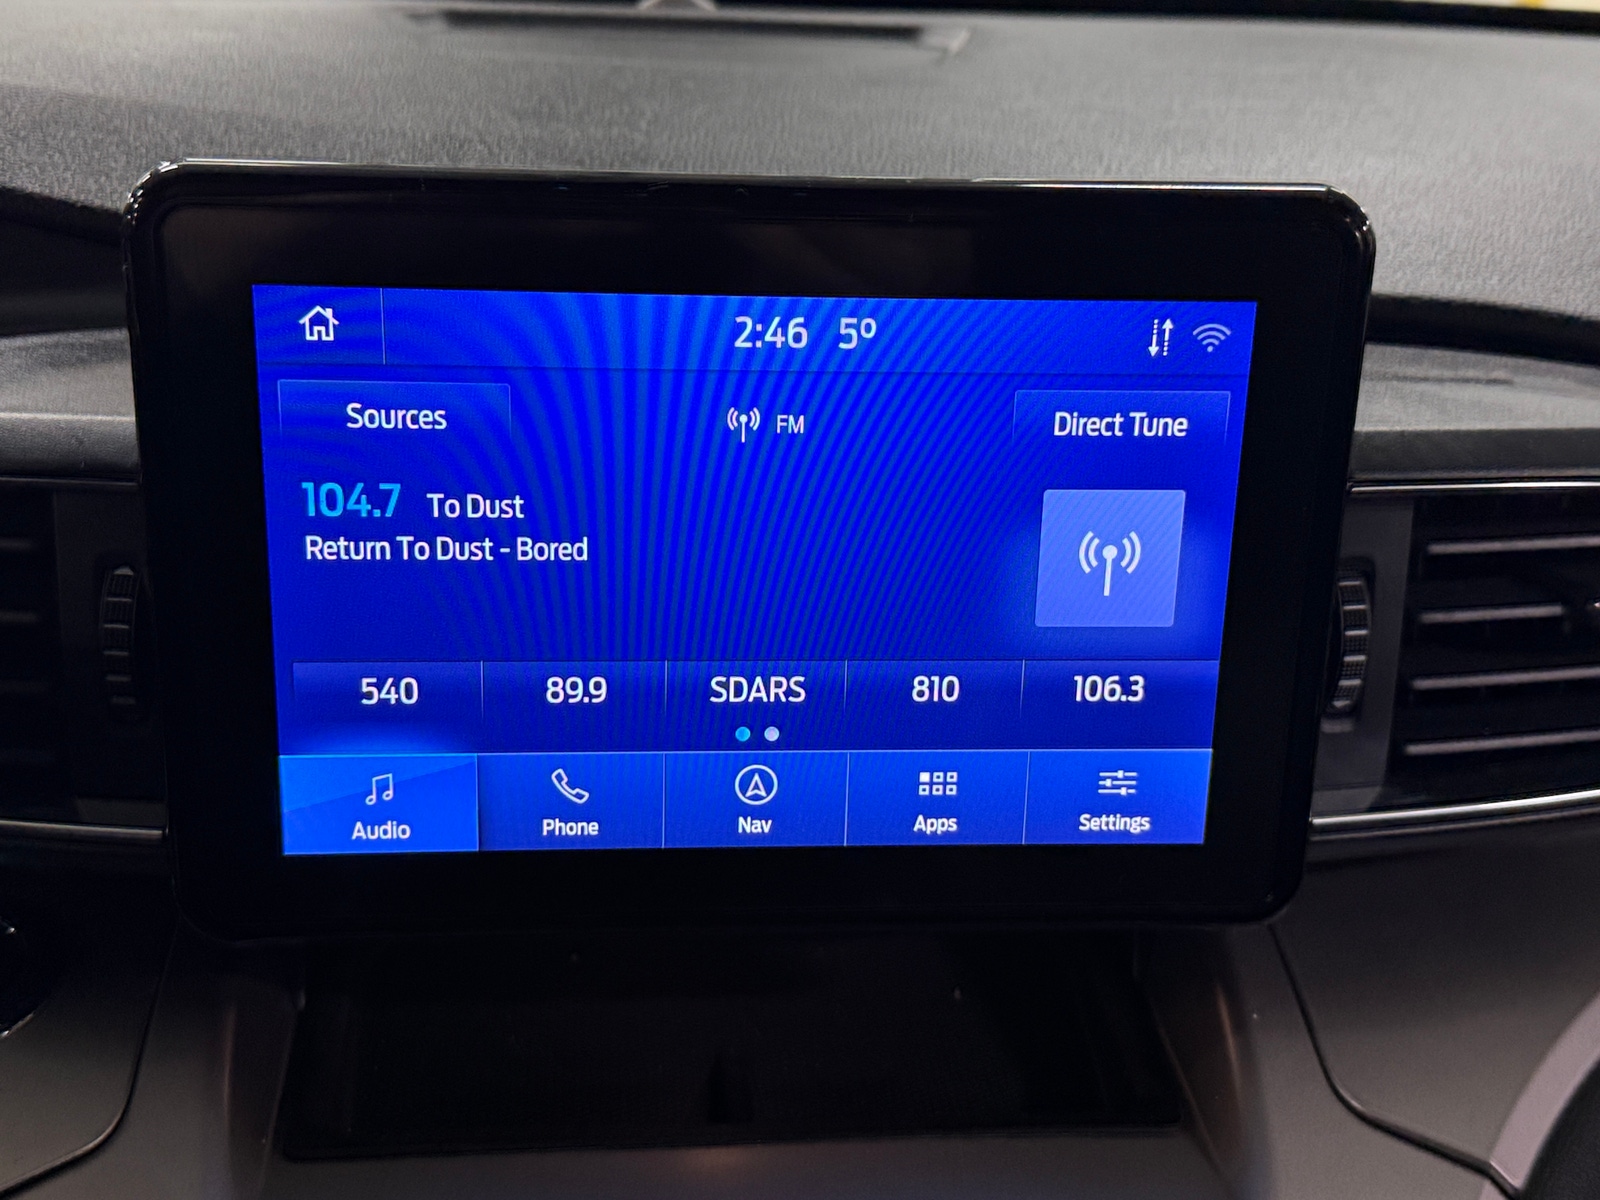 2:46 5º
Sources
FM
Direct Tune
104.7 To Dust
Return To Dust - Bored
540
89.9
SDARS
810
106.3
Audio
Phone
Nav
Apps
Settings